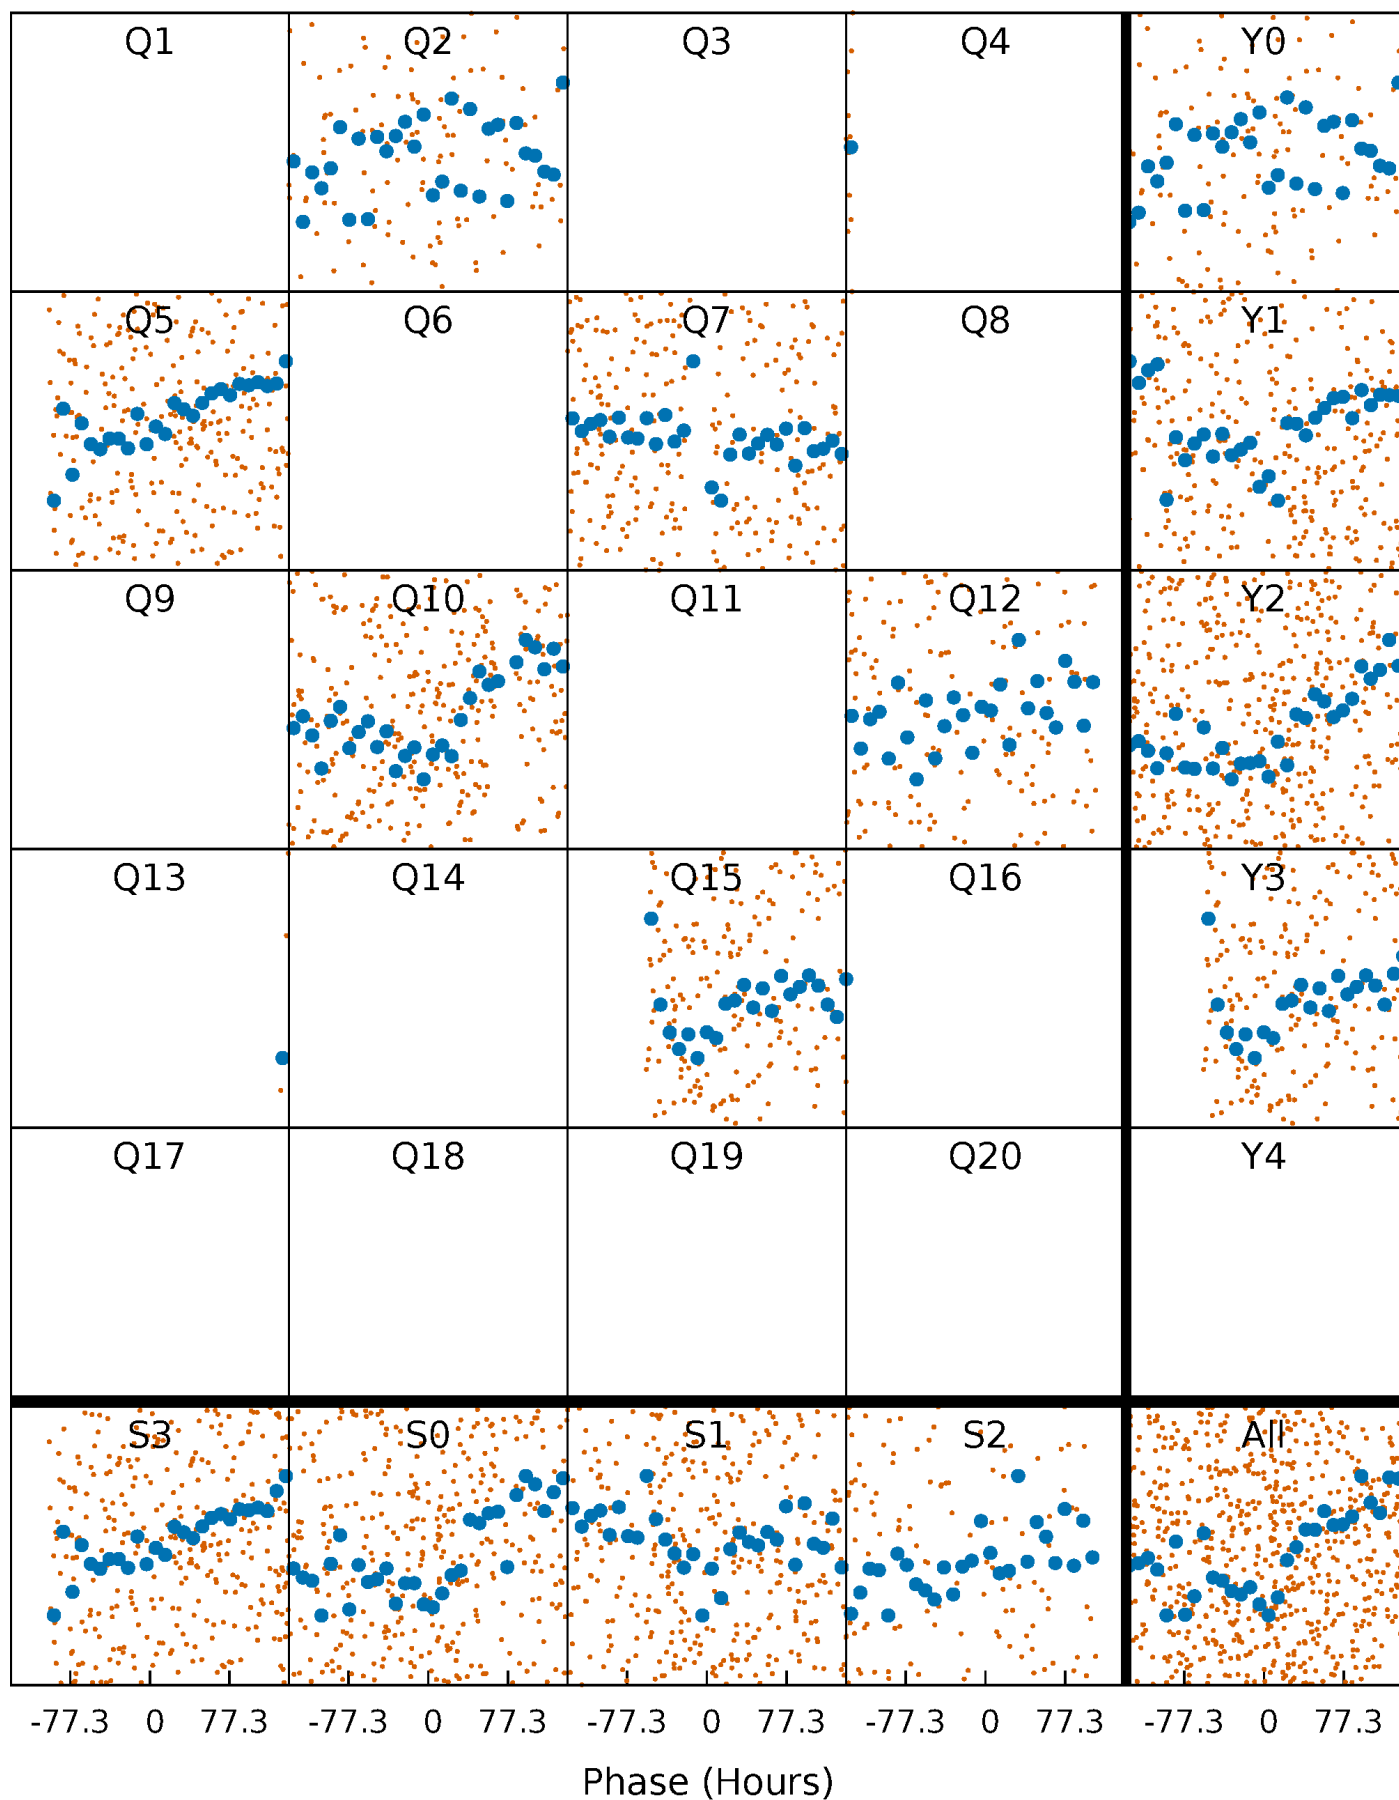 Q1 Q2 Q3 Q4 Y0
Q5 Q6 Q7 Q8 Y1
Q9 Q10 Q11 Q12 Y2
Q13 Q14 Q15 Q16 Y3
Q17 Q18 Q19 Q20 Y4
S3 S0 S1 S2 All
-77.3 0 77.3 -77.3 0 77.3 -77.3 0 77.3 -77.3 0 77.3 -77.3 0 77.3
Phase (Hours)